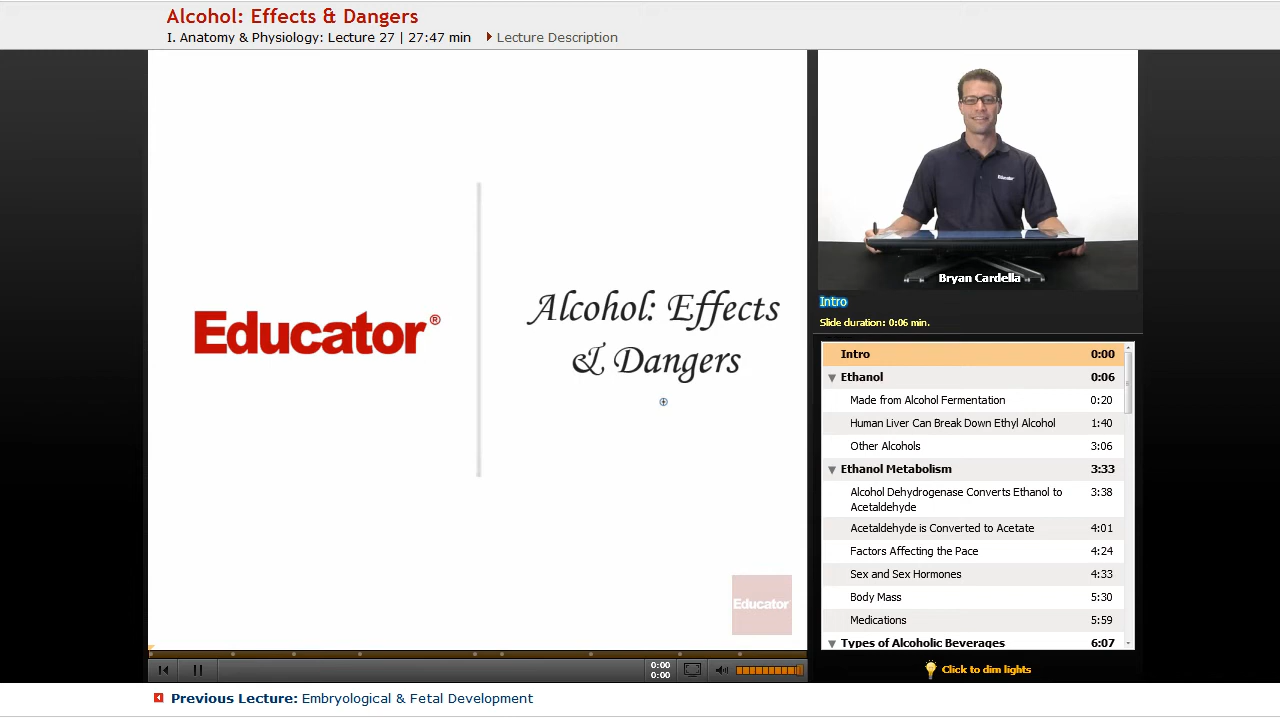 Alcohol: Effects & Dangers
I. Anatomy & Physiology: Lecture 27 | 27:47 min Lecture Description
Educator®
Alcohol: Effects
& Dangers
Educator
Educator
Bryan Cardella
Intro
Slide duration: 0:06 min.
Intro 0:00
Ethanol 0:06
Made from Alcohol Fermentation 0:20
Human Liver Can Break Down Ethyl Alcohol 1:40
Other Alcohols 3:06
Ethanol Metabolism 3:33
Alcohol Dehydrogenase Converts Ethanol to
Acetaldehyde 3:38
Acetaldehyde is Converted to Acetate 4:01
Factors Affecting the Pace 4:24
Sex and Sex Hormones 4:33
Body Mass 5:30
Medications 5:59
Types of Alcoholic Beverages 6:07
0:00
0:00
Click to dim lights
Previous Lecture: Embryological & Fetal Development